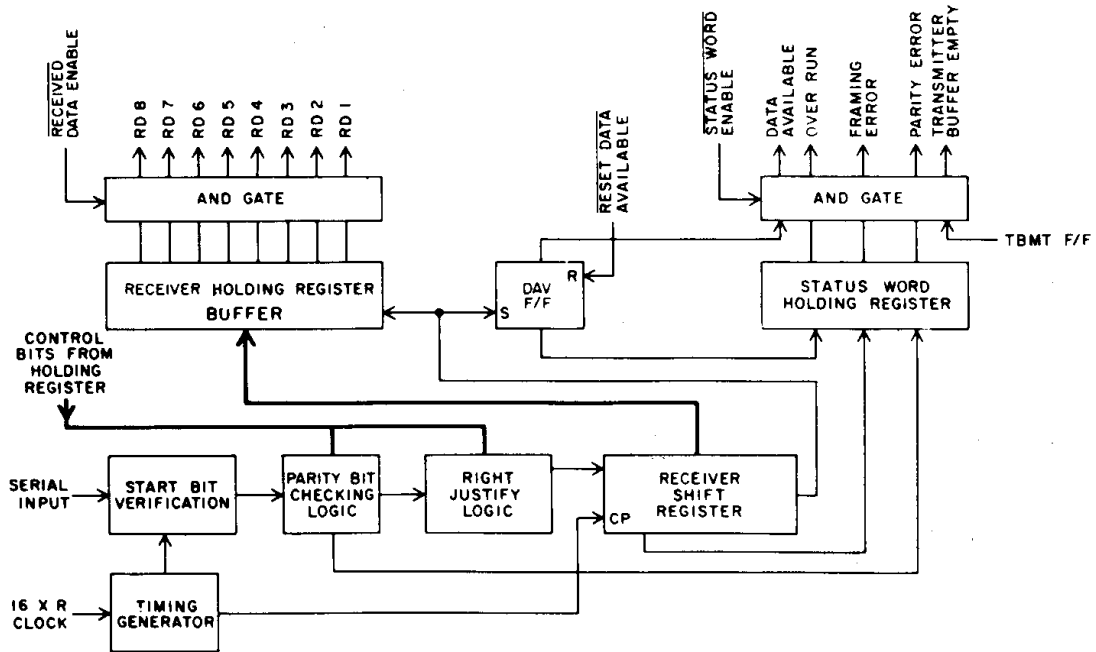 RECEIVED
DATA ENABLE
RD 8
RD 7
RD 6
RD 5
RD 4
RD 3
RD 2
RD 1
STATUS WORD
ENABLE
DATA
AVAILABLE
OVER RUN
FRAMING
ERROR
PARITY ERROR
TRANSMITTER
BUFFER EMPTY
RESET DATA
AVAILABLE
AND GATE
AND GATE
TBMT F/F
RECEIVER HOLDING REGISTER
BUFFER
R
DAV
F/F
S
STATUS WORD
HOLDING REGISTER
CONTROL
BITS FROM
HOLDING
REGISTER
SERIAL
INPUT
START BIT
VERIFICATION
PARITY BIT
CHECKING
LOGIC
RIGHT
JUSTIFY
LOGIC
RECEIVER
SHIFT
REGISTER
CP
16 X R
CLOCK
TIMING
GENERATOR